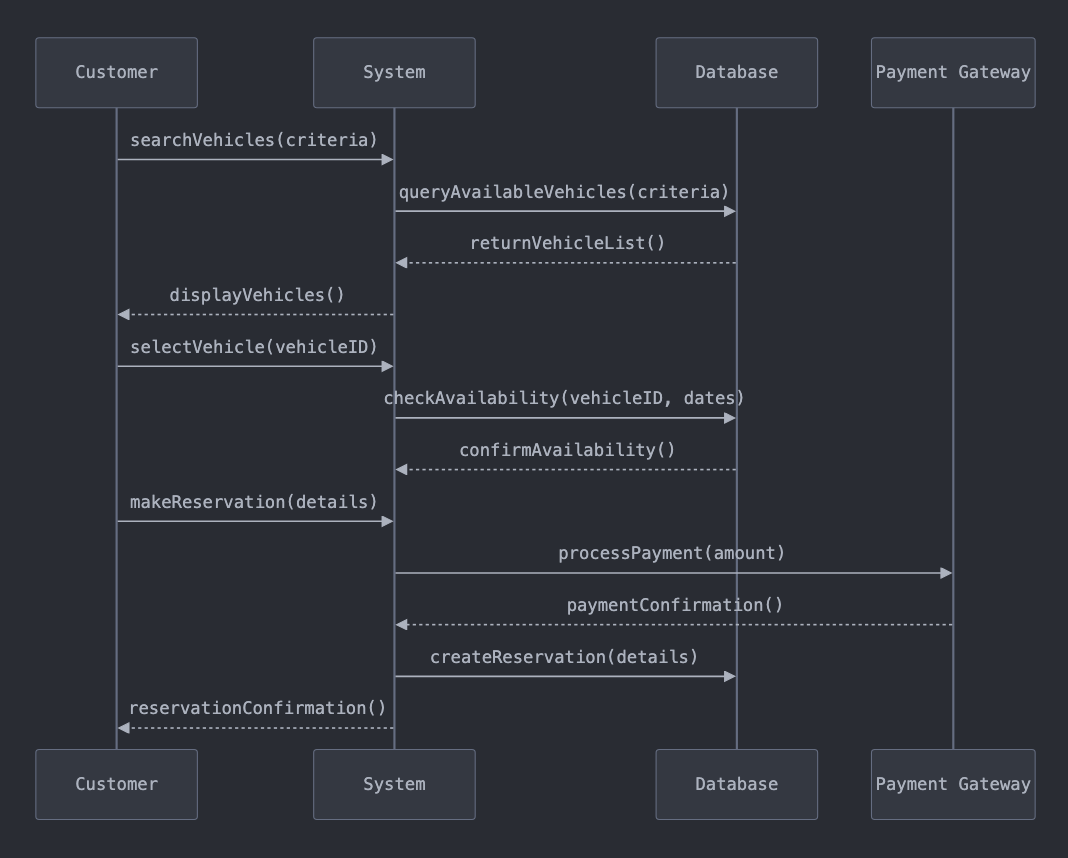 Customer
System
Database
Payment Gateway
searchVehicles(criteria)
queryAvailableVehicles(criteria)
returnVehicleList()
displayVehicles()
selectVehicle(vehicleID)
checkAvailability(vehicleID, dates)
confirmAvailability()
makeReservation(details)
processPayment(amount)
paymentConfirmation()
createReservation(details)
reservationConfirmation()
Customer
System
Database
Payment Gateway